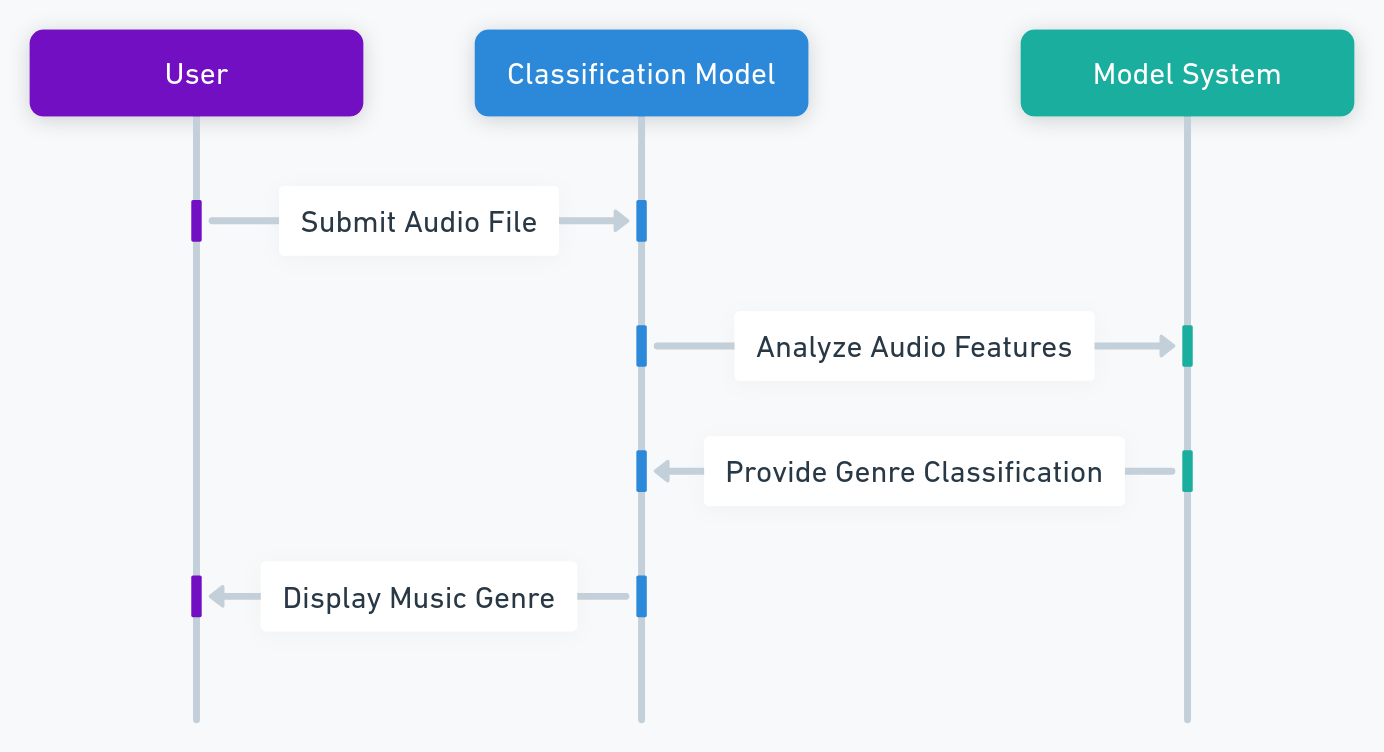 User
Classification Model
Model System
Submit Audio File
Analyze Audio Features
Provide Genre Classification
Display Music Genre